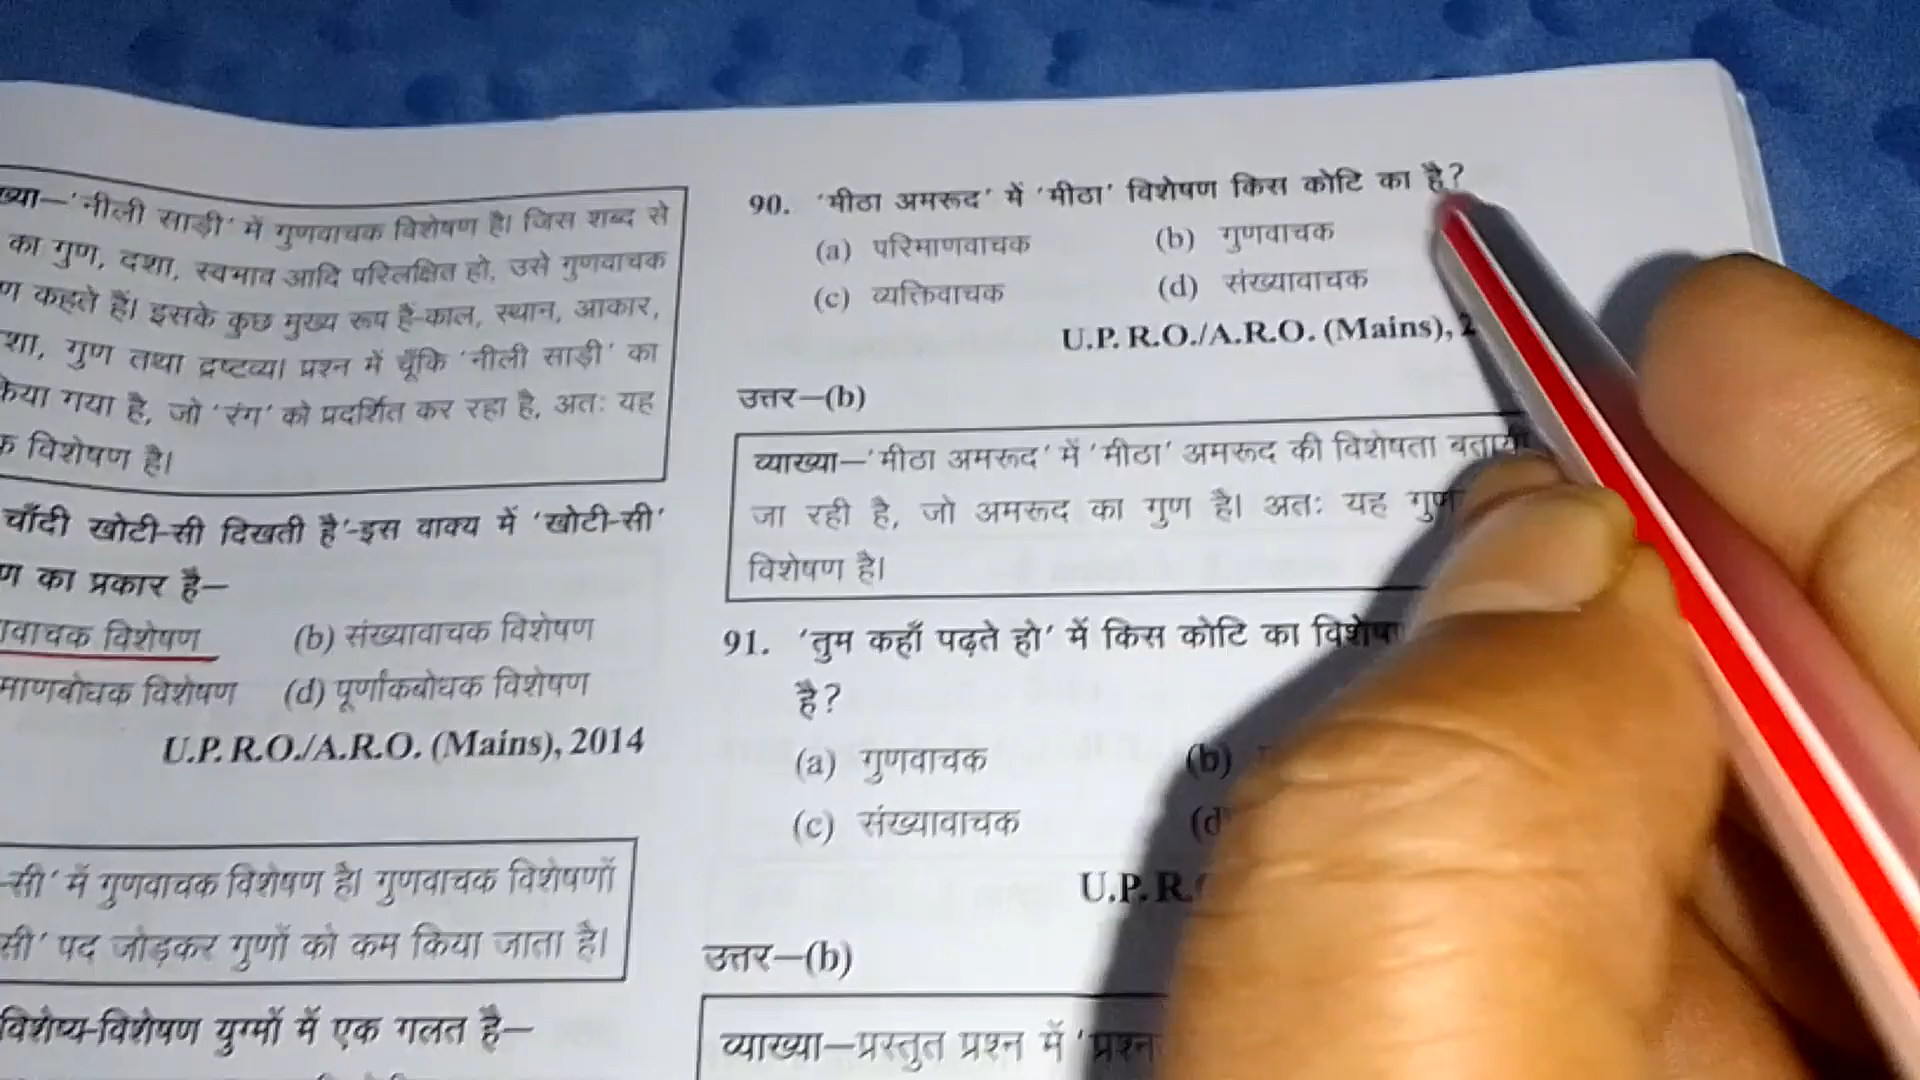 'नीली साड़ी' में गुणवाचक विशेषण है। जिस शब्द से
का गुण, दशा, स्वभाव आदि परिलक्षित हो, उसे गुणवाचक
कहते हैं। इसके कुछ मुख्य रूप हैं-काल, स्थान, आकार,
गुण तथा द्रष्टव्य। प्रश्न में चूँकि 'नीली साड़ी' का
गया है, जो 'रंग' को प्रदर्शित कर रहा है, अतः यह
विशेषण है।
चाँदी खोटी-सी दिखती है'-इस वाक्य में 'खोटी-सी'
का प्रकार है—
विशेषण (b) संख्यावाचक विशेषण
विशेषण (d) पूर्णांकबोधक विशेषण
U.P. R.O./A.R.O. (Mains), 2014
-सी' में गुणवाचक विशेषण है। गुणवाचक विशेषणों
सी' पद जोड़कर गुणों को कम किया जाता है।
विशेष्य-विशेषण युग्मों में एक गलत है—
90. 'मीठा अमरूद' में 'मीठा' विशेषण किस कोटि का है?
(a) परिमाणवाचक (b) गुणवाचक
(c) व्यक्तिवाचक (d) संख्यावाचक
U.P. R.O./A.R.O. (Mains), 2
उत्तर—(b)
व्याख्या—'मीठा अमरूद' में 'मीठा' अमरूद की विशेषता
जा रही है, जो अमरूद का गुण है। अतः यह
विशेषण है।
91. 'तुम कहाँ पढ़ते हो' में किस कोटि का
है?
(a) गुणवाचक (b)
(c) संख्यावाचक (d
U.P. R.
उत्तर—(b)
व्याख्या—प्रस्तुत प्रश्न में 'प्रश्न